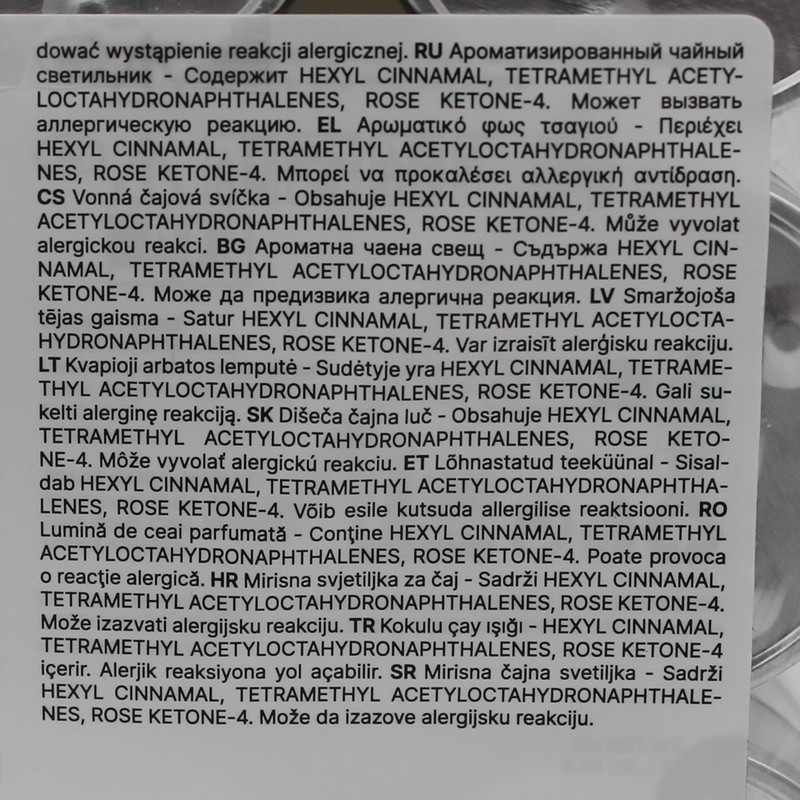 dować wystąpienie reakcji alergicznej. RU Ароматизированный чайный
светильник - Содержит HEXYL CINNAMAL, TETRAMETHYL ACETY-
LOCTAHYDRONAPHTHALENES, ROSE KETONE-4. Может вызвать
аллергическую реакцию. EL Αρωματικό φως τσαγιού - Περιέχει
HEXYL CINNAMAL, TETRAMETHYL ACETYLOCTAHYDRONAPHTHALE-
NES, ROSE KETONE-4. Μπορεί να προκαλέσει αλλεργική αντίδραση.
CS Vonná čajová svíčka - Obsahuje HEXYL CINNAMAL, TETRAMETHYL
ACETYLOCTAHYDRONAPHTHALENES, ROSE KETONE-4. Může vyvolat
alergickou reakci. BG Ароматна чаена свещ - Съдържа HEXYL CIN-
NAMAL, TETRAMETHYL ACETYLOCTAHYDRONAPHTHALENES, ROSE
KETONE-4. Може да предизвика алергична реакция. LV Smaržojoša
tējas gaisma - Satur HEXYL CINNAMAL, TETRAMETHYL ACETYLOCTA-
HYDRONAPHTHALENES, ROSE KETONE-4. Var izraisīt alerģisku reakciju.
LT Kvapioji arbatos lemputė - Sudėtyje yra HEXYL CINNAMAL, TETRAME-
THYL ACETYLOCTAHYDRONAPHTHALENES, ROSE KETONE-4. Gali su-
kelti alerginę reakciją. SK Dišeča čajna luč - Obsahuje HEXYL CINNAMAL,
TETRAMETHYL ACETYLOCTAHYDRONAPHTHALENES, ROSE KETO-
NE-4. Môže vyvolať alergickú reakciu. ET Lõhnastatud teeküünal - Sisal-
dab HEXYL CINNAMAL, TETRAMETHYL ACETYLOCTAHYDRONAPHTHA-
LENES, ROSE KETONE-4. Võib esile kutsuda allergilise reaktsiooni. RO
Lumină de ceai parfumată - Conţine HEXYL CINNAMAL, TETRAMETHYL
ACETYLOCTAHYDRONAPHTHALENES, ROSE KETONE-4. Poate provoca
o reacţie alergică. HR Mirisna svjetiljka za čaj - Sadrži HEXYL CINNAMAL,
TETRAMETHYL ACETYLOCTAHYDRONAPHTHALENES, ROSE KETONE-4.
Može izazvati alergijsku reakciju. TR Kokulu çay ışığı - HEXYL CINNAMAL,
TETRAMETHYL ACETYLOCTAHYDRONAPHTHALENES, ROSE KETONE-4
içerir. Alerjik reaksiyona yol açabilir. SR Mirisna čajna svetiljka - Sadrži
HEXYL CINNAMAL, TETRAMETHYL ACETYLOCTAHYDRONAPHTHALE-
NES, ROSE KETONE-4. Može da izazove alergijsku reakciju.